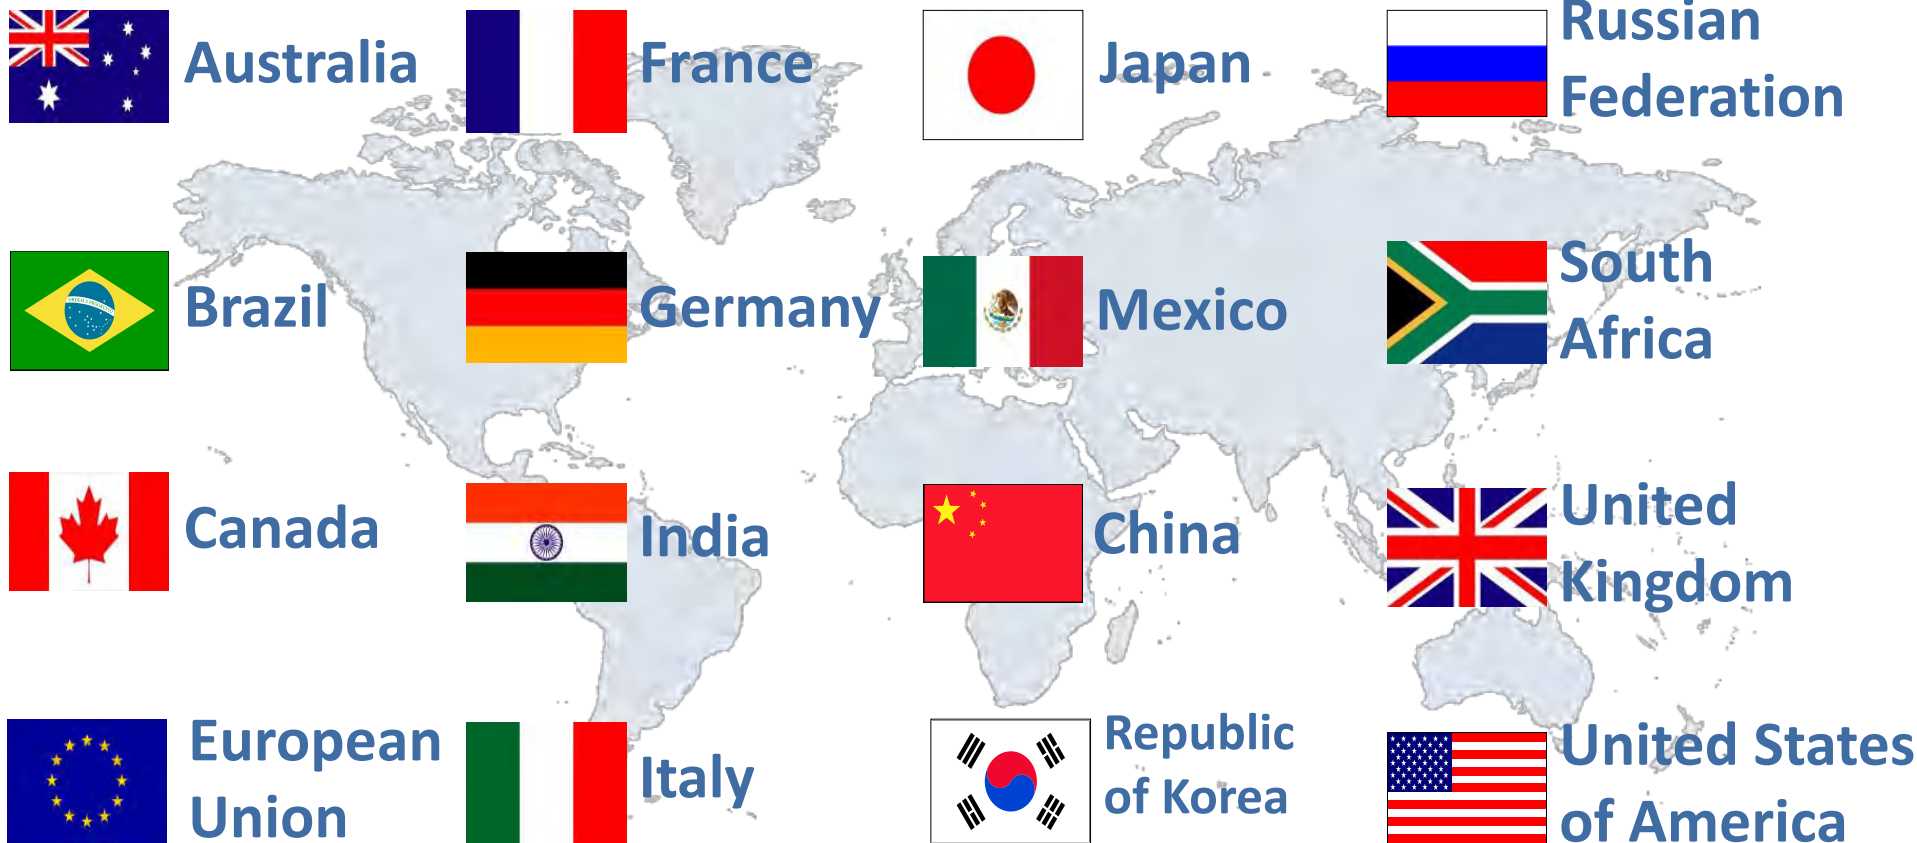 Australia
France
Japan
Russian
Federation
Brazil
Germany
Mexico
South
Africa
Canada
India
China
United
Kingdom
European
Union
Italy
Republic
of Korea
United States
of America